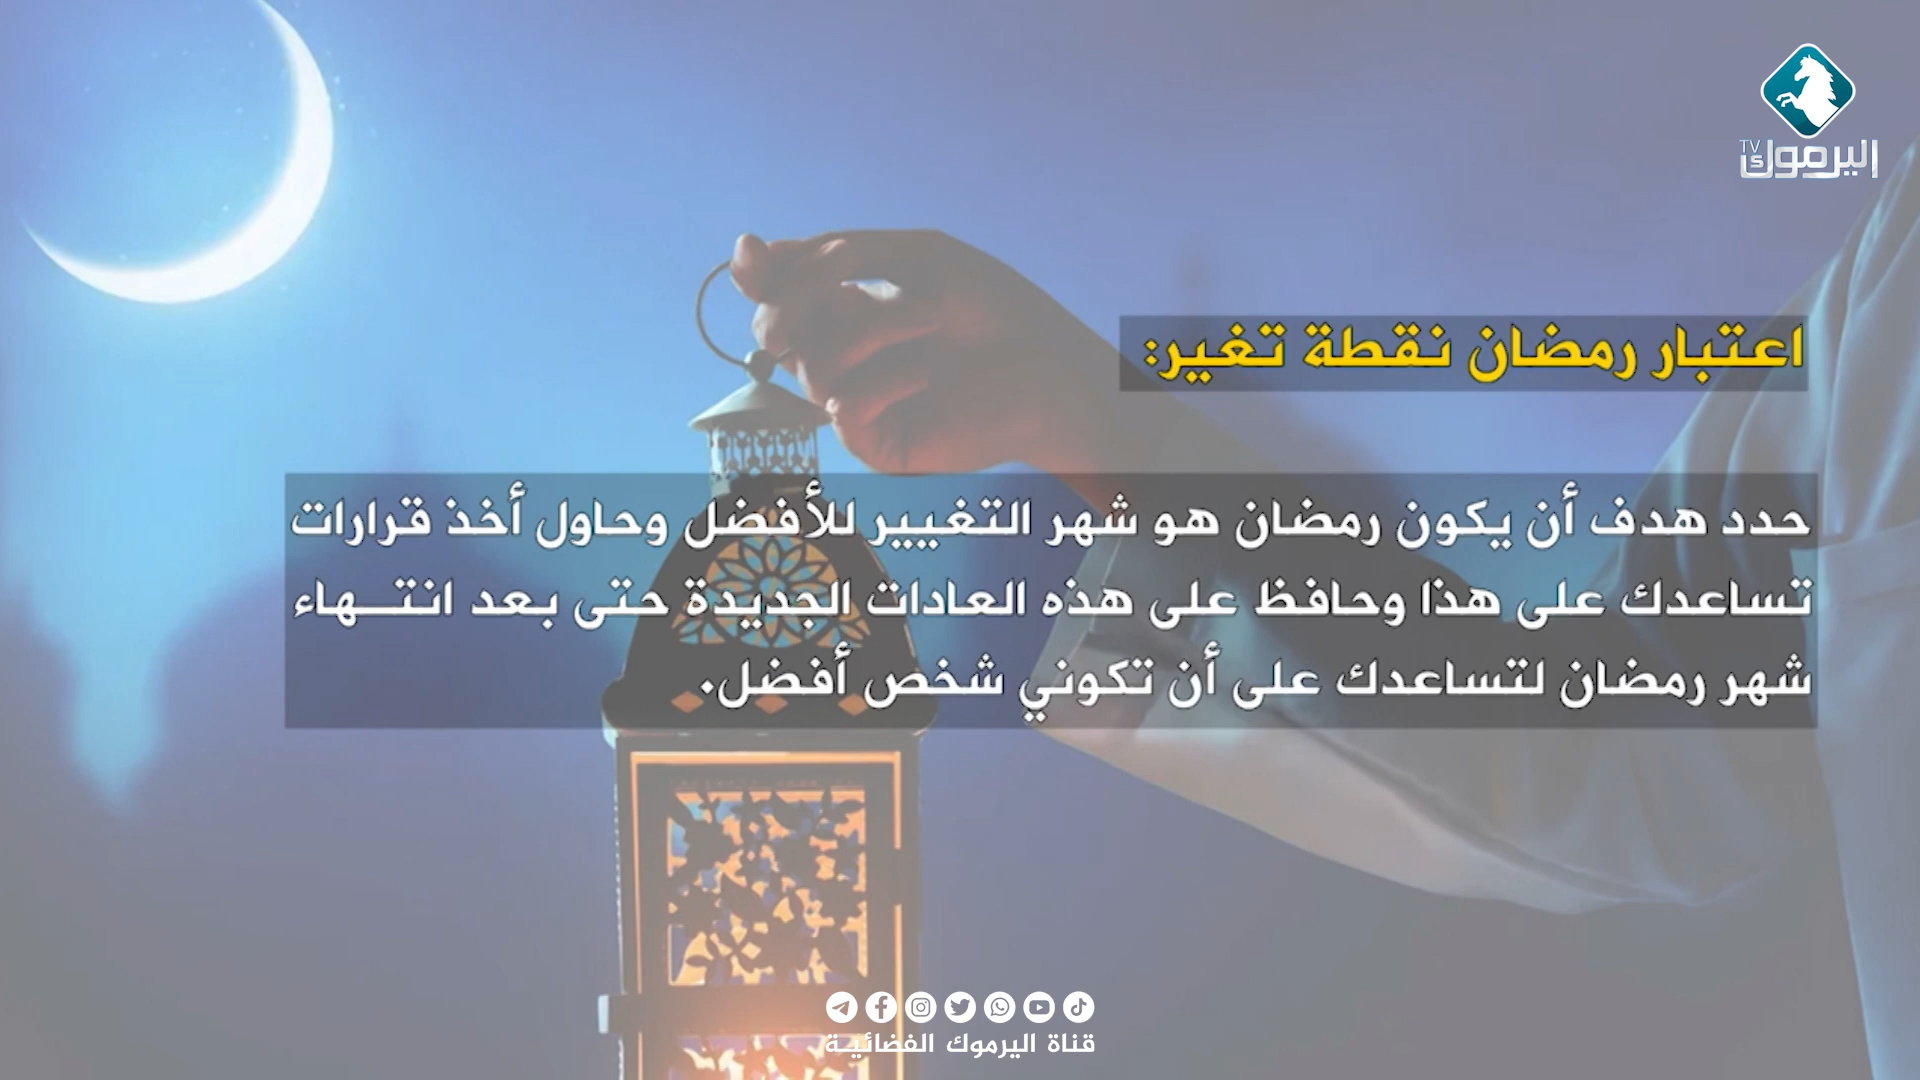 TV اليرموك
اعتبار رمضان نقطة تغير:
حدد هدف أن يكون رمضان هو شهر التغيير للأفضل وحاول أخذ قرارات
تساعدك على هذا وحافظ على هذه العادات الجديدة حتى بعد انتـــهاء
شهر رمضان لتساعدك على أن تكوني شخص أفضل.
قناة اليرموك الفضائيـة